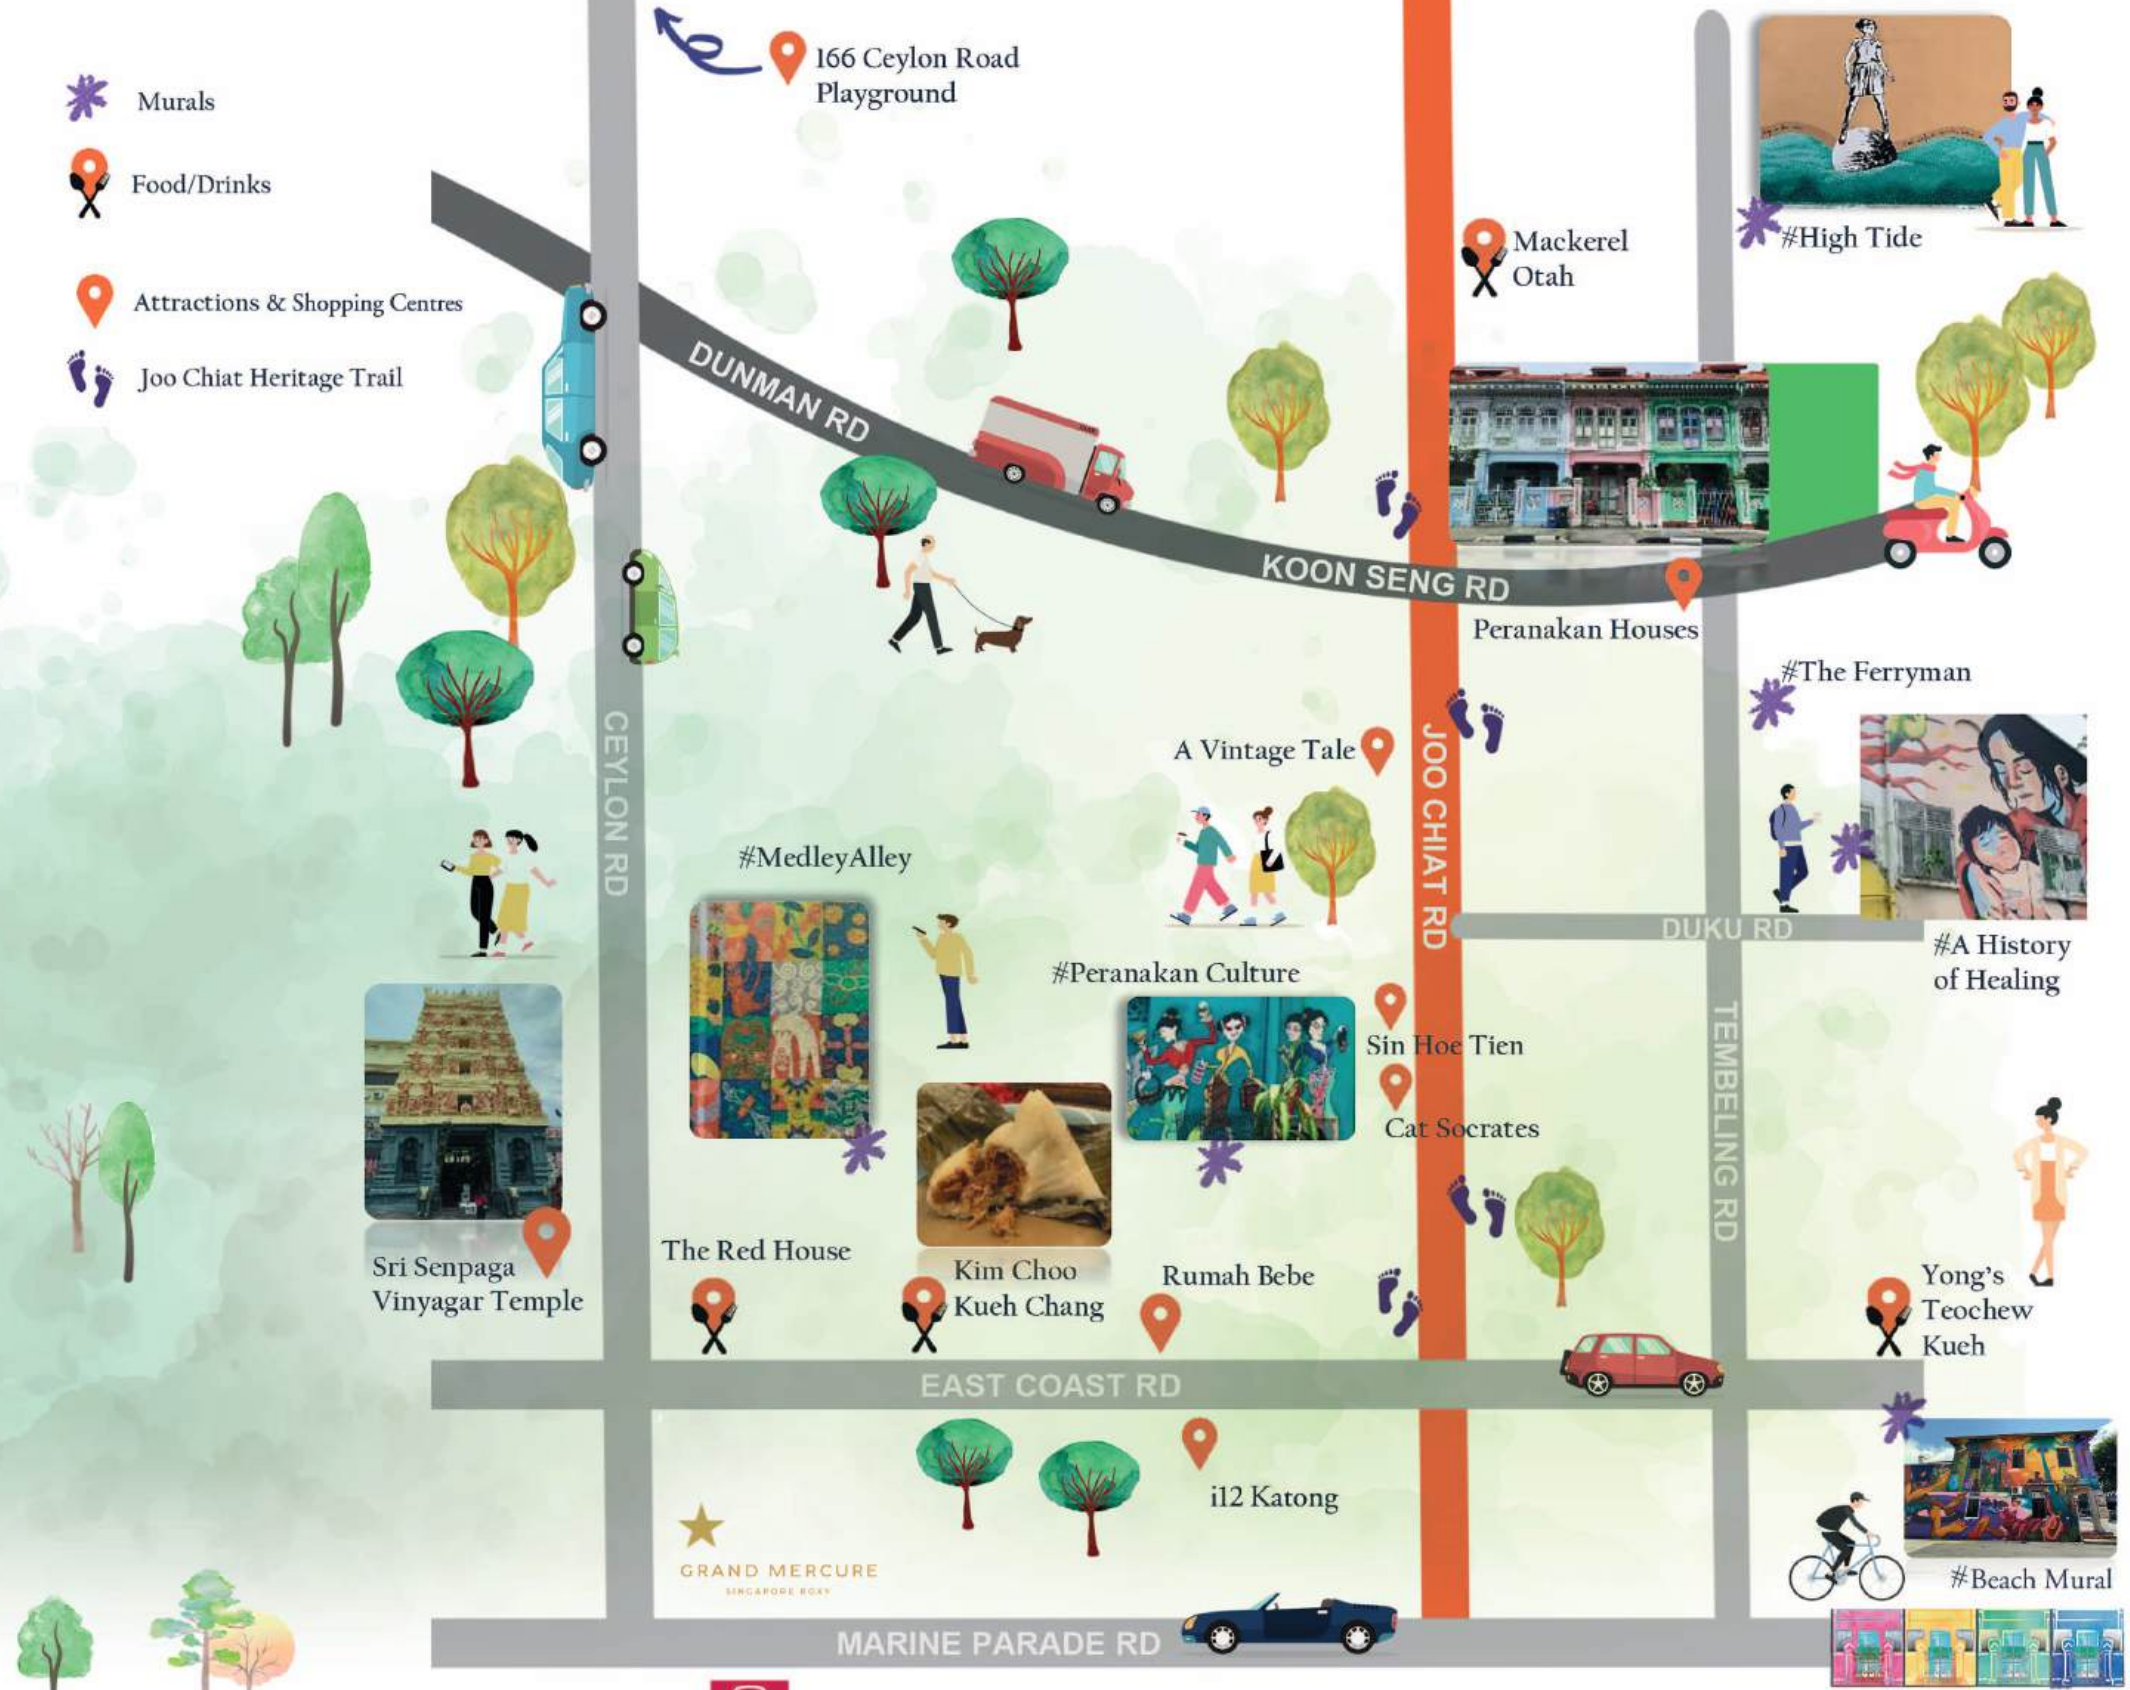 166 Ceylon Road
Playground
Murals
Food/Drinks
Attractions & Shopping Centres
Joo Chiat Heritage Trail
Mackerel
Otah
#High Tide
DUNMAN RD
KOON SENG RD
Peranakan Houses
#The Ferryman
A Vintage Tale
JOO CHIAT RD
CEYLON RD
#MedleyAlley
DUKU RD
#A History
of Healing
#Peranakan Culture
Sin Hoe Tien
Cat Socrates
TEMBELING RD
Sri Senpaga
Vinyagar Temple
The Red House
Kim Choo
Kueh Chang
Rumah Bebe
Yong's
Teochew
Kueh
EAST COAST RD
i12 Katong
GRAND MERCURE
SINGAPORE ROXY
#Beach Mural
MARINE PARADE RD